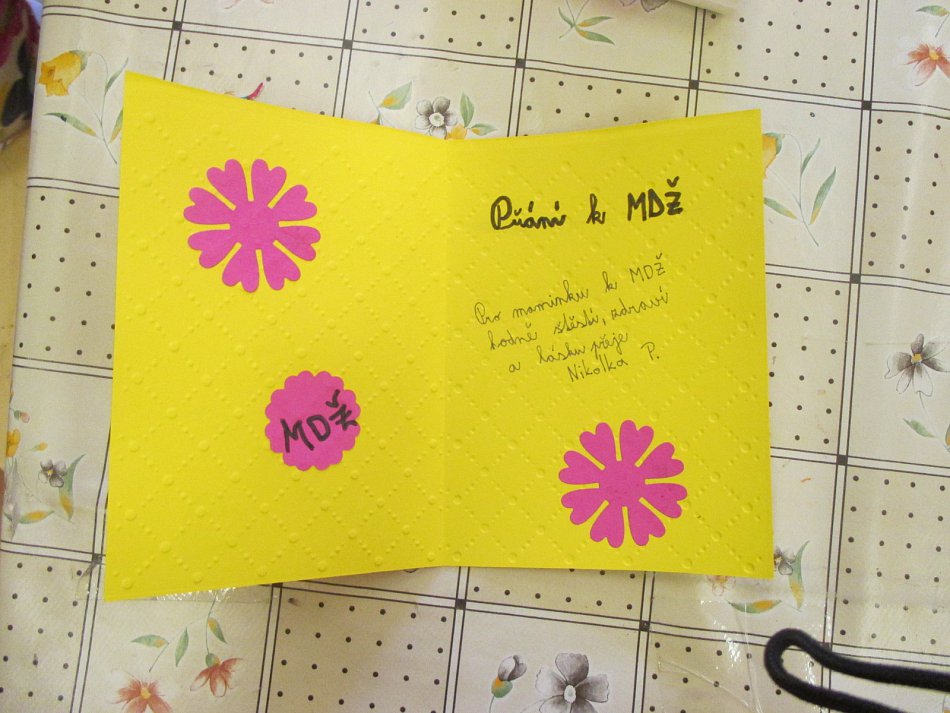 MDŽ
Přání k MDŽ
Pro maminku k MDŽ
hodně štěstí, zdraví
a lásku přeje
Nikolka P.